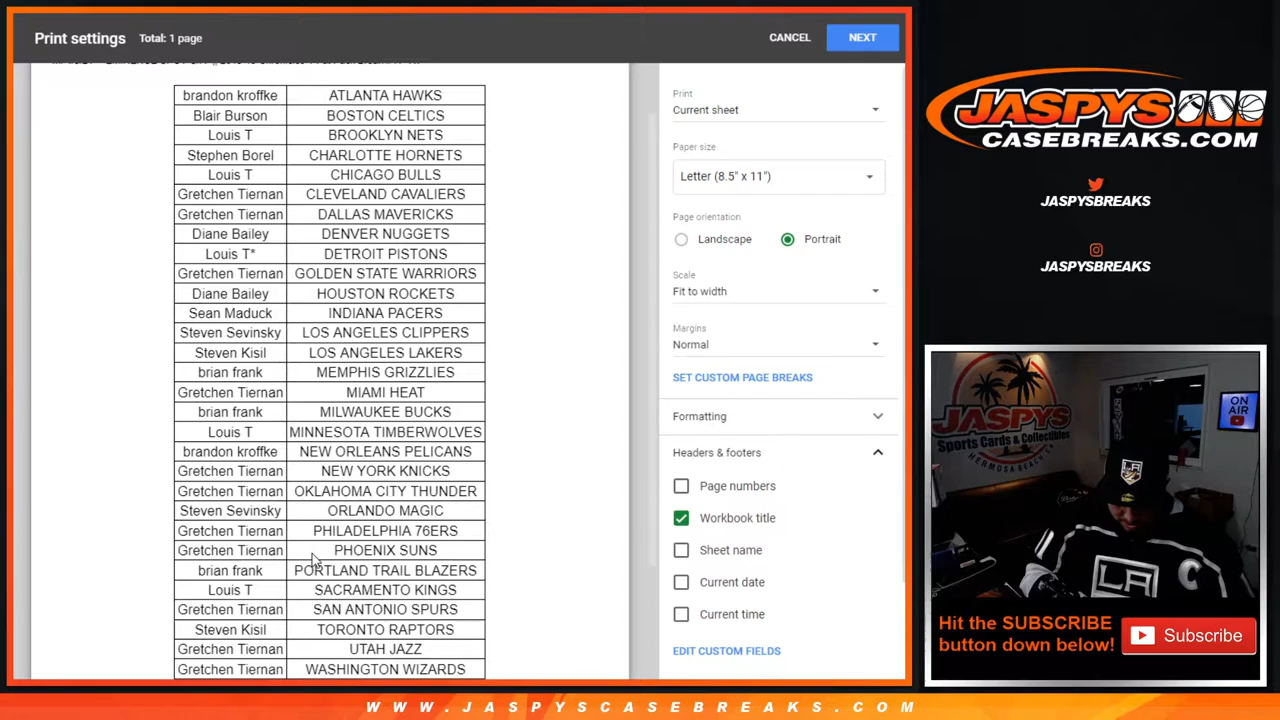 Print settings Total: 1 page CANCEL NEXT
brandon kroffke ATLANTA HAWKS
Blair Burson BOSTON CELTICS
Louis T BROOKLYN NETS
Stephen Borel CHARLOTTE HORNETS
Louis T CHICAGO BULLS
Gretchen Tiernan CLEVELAND CAVALIERS
Gretchen Tiernan DALLAS MAVERICKS
Diane Bailey DENVER NUGGETS
Louis T* DETROIT PISTONS
Gretchen Tiernan GOLDEN STATE WARRIORS
Diane Bailey HOUSTON ROCKETS
Sean Maduck INDIANA PACERS
Steven Sevinsky LOS ANGELES CLIPPERS
Steven Kisil LOS ANGELES LAKERS
brian frank MEMPHIS GRIZZLIES
Gretchen Tiernan MIAMI HEAT
brian frank MILWAUKEE BUCKS
Louis T MINNESOTA TIMBERWOLVES
brandon kroffke NEW ORLEANS PELICANS
Gretchen Tiernan NEW YORK KNICKS
Gretchen Tiernan OKLAHOMA CITY THUNDER
Steven Sevinsky ORLANDO MAGIC
Gretchen Tiernan PHILADELPHIA 76ERS
Gretchen Tiernan PHOENIX SUNS
brian frank PORTLAND TRAIL BLAZERS
Louis T SACRAMENTO KINGS
Gretchen Tiernan SAN ANTONIO SPURS
Steven Kisil TORONTO RAPTORS
Gretchen Tiernan UTAH JAZZ
Gretchen Tiernan WASHINGTON WIZARDS
Print
Current sheet
Paper size
Letter (8.5" x 11")
Page orientation
Landscape Portrait
Scale
Fit to width
Margins
Normal
SET CUSTOM PAGE BREAKS
Formatting
Headers & footers
Page numbers
Workbook title
Sheet name
Current date
Current time
EDIT CUSTOM FIELDS
JASPYS
CASEBREAKS.COM
JASPYSBREAKS
JASPYSBREAKS
JASPYS
Sports Cards & Collectibles
HERMOSA BEACH
ON
AIR
LA
LA
C
Hit the SUBSCRIBE
button down below!
Subscribe
WWW.JASPYSCASEBREAKS.COM